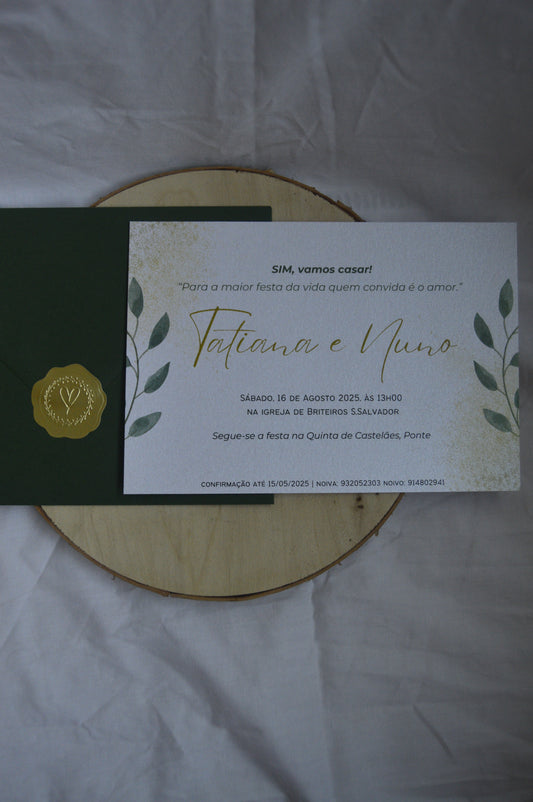 SIM, vamos casar!
"Para a maior festa da vida quem convida é o amor."
Tatiana e Nuno
SÁBADO, 16 DE AGOSTO 2025, ÀS 13H00
NA IGREJA DE BRITEIROS S.SALVADOR
Segue-se a festa na Quinta de Castelães, Ponte
CONFIRMAÇÃO ATÉ 15/05/2025 | NOIVA: 932052303 NOIVO: 914802941